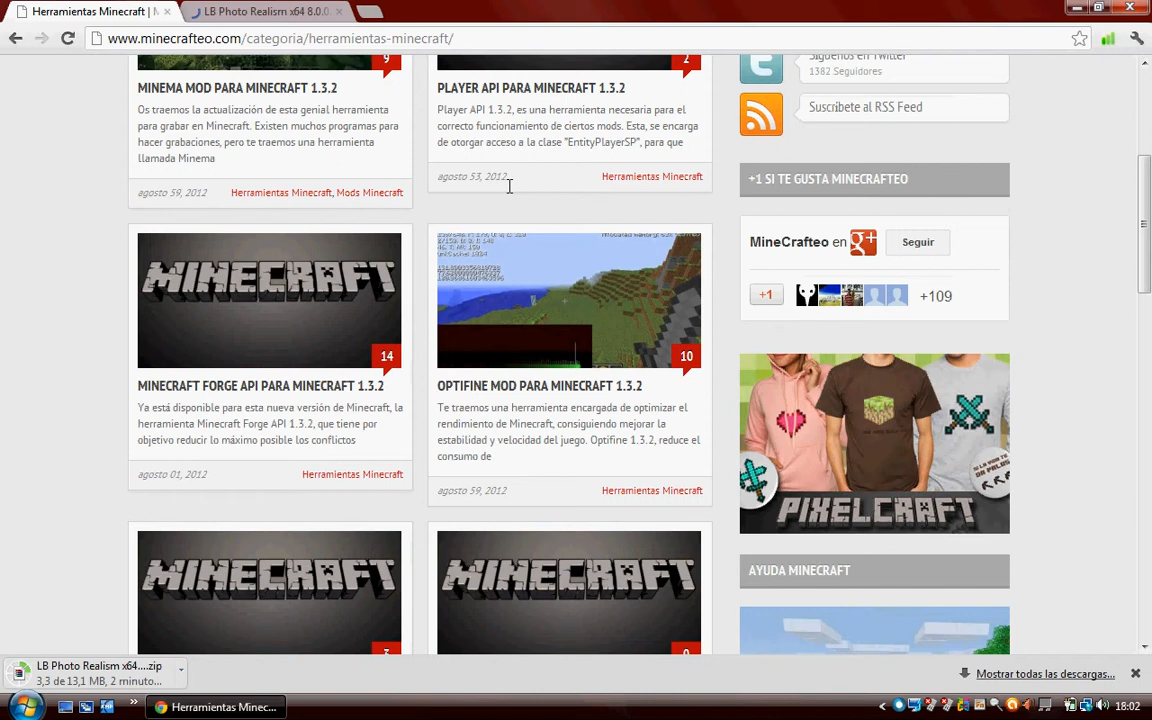 Herramientas Minecraft |
LB Photo Realism x64 8.0.0.
www.minecrafteo.com/categoria/herramientas-minecraft/
9
MINEMA MOD PARA MINECRAFT 1.3.2
Os traemos la actualización de esta genial herramienta
para grabar en Minecraft. Existen muchos programas para
hacer grabaciones, pero te traemos una herramienta
llamada Minema
agosto 59, 2012
Herramientas Minecraft, Mods Minecraft
2
PLAYER API PARA MINECRAFT 1.3.2
Player API 1.3.2, es una herramienta necesaria para el
correcto funcionamiento de ciertos mods. Esta, se encarga
de otorgar acceso a la clase "EntityPlayerSP", para que
agosto 53, 2012
Herramientas Minecraft
MINECRAFT
14
MINECRAFT FORGE API PARA MINECRAFT 1.3.2
Ya está disponible para esta nueva versión de Minecraft, la
herramienta Minecraft Forge API 1.3.2, que tiene por
objetivo reducir lo máximo posible los conflictos
agosto 01, 2012
Herramientas Minecraft
10
OPTIFINE MOD PARA MINECRAFT 1.3.2
Te traemos una herramienta encargada de optimizar el
rendimiento de Minecraft, consiguiendo mejorar la
estabilidad y velocidad del juego. Optifine 1.3.2, reduce el
consumo de
agosto 59, 2012
Herramientas Minecraft
MINECRAFT
3
MINECRAFT
0
Síguenos en Twitter
1382 Seguidores
Suscríbete al RSS Feed
+1 SI TE GUSTA MINECRAFTEO
MineCrafteo en g+
Seguir
+1
+109
PIXELCRAFT
AYUDA MINECRAFT
LB Photo Realism x64....zip
3,3 de 13,1 MB, 2 minuto...
Mostrar todas las descargas...
Herramientas Minec...
18:02